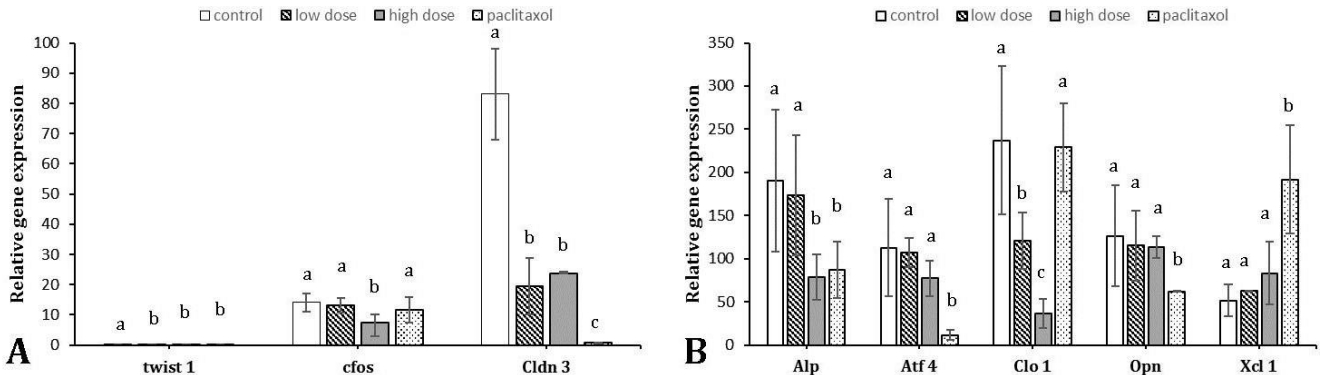 control low dose high dose paclitaxol
100
90
80
70
60
50
40
30
20
10
0
Relative gene expression
a b b b
a a b a
a b b c
twist 1 cfos Cldn 3
A
control low dose high dose paclitaxol
350
300
250
200
150
100
50
0
Relative gene expression
a a b b
a a a b
a b c a
a a a b
a a a b
Alp Atf 4 Clo 1 Opn Xcl 1
B